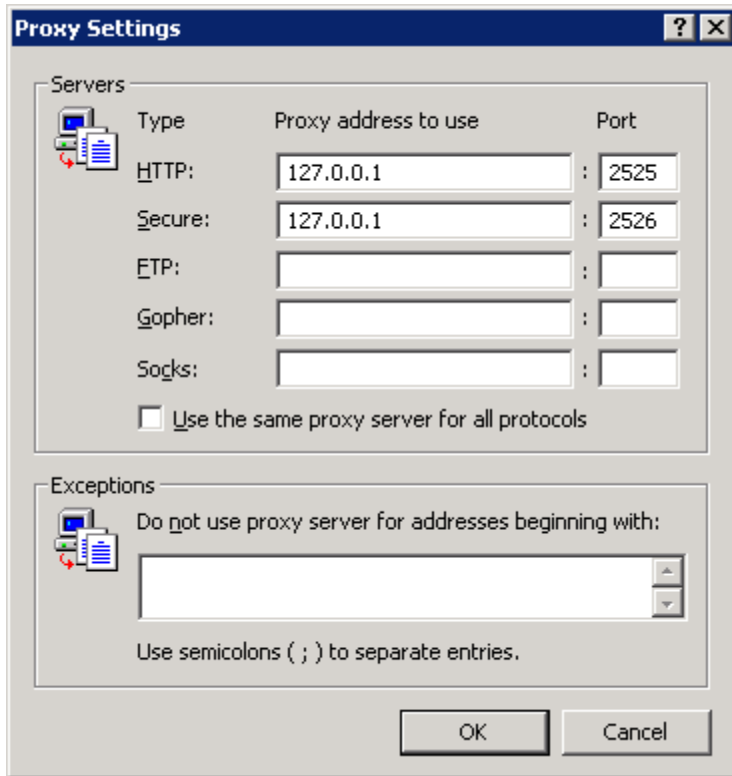 Proxy Settings
Servers
Type Proxy address to use Port
HTTP: 127.0.0.1 : 2525
Secure: 127.0.0.1 : 2526
FTP: :
Gopher: :
Socks: :
Use the same proxy server for all protocols
Exceptions
Do not use proxy server for addresses beginning with:
Use semicolons ( ; ) to separate entries.
OK Cancel